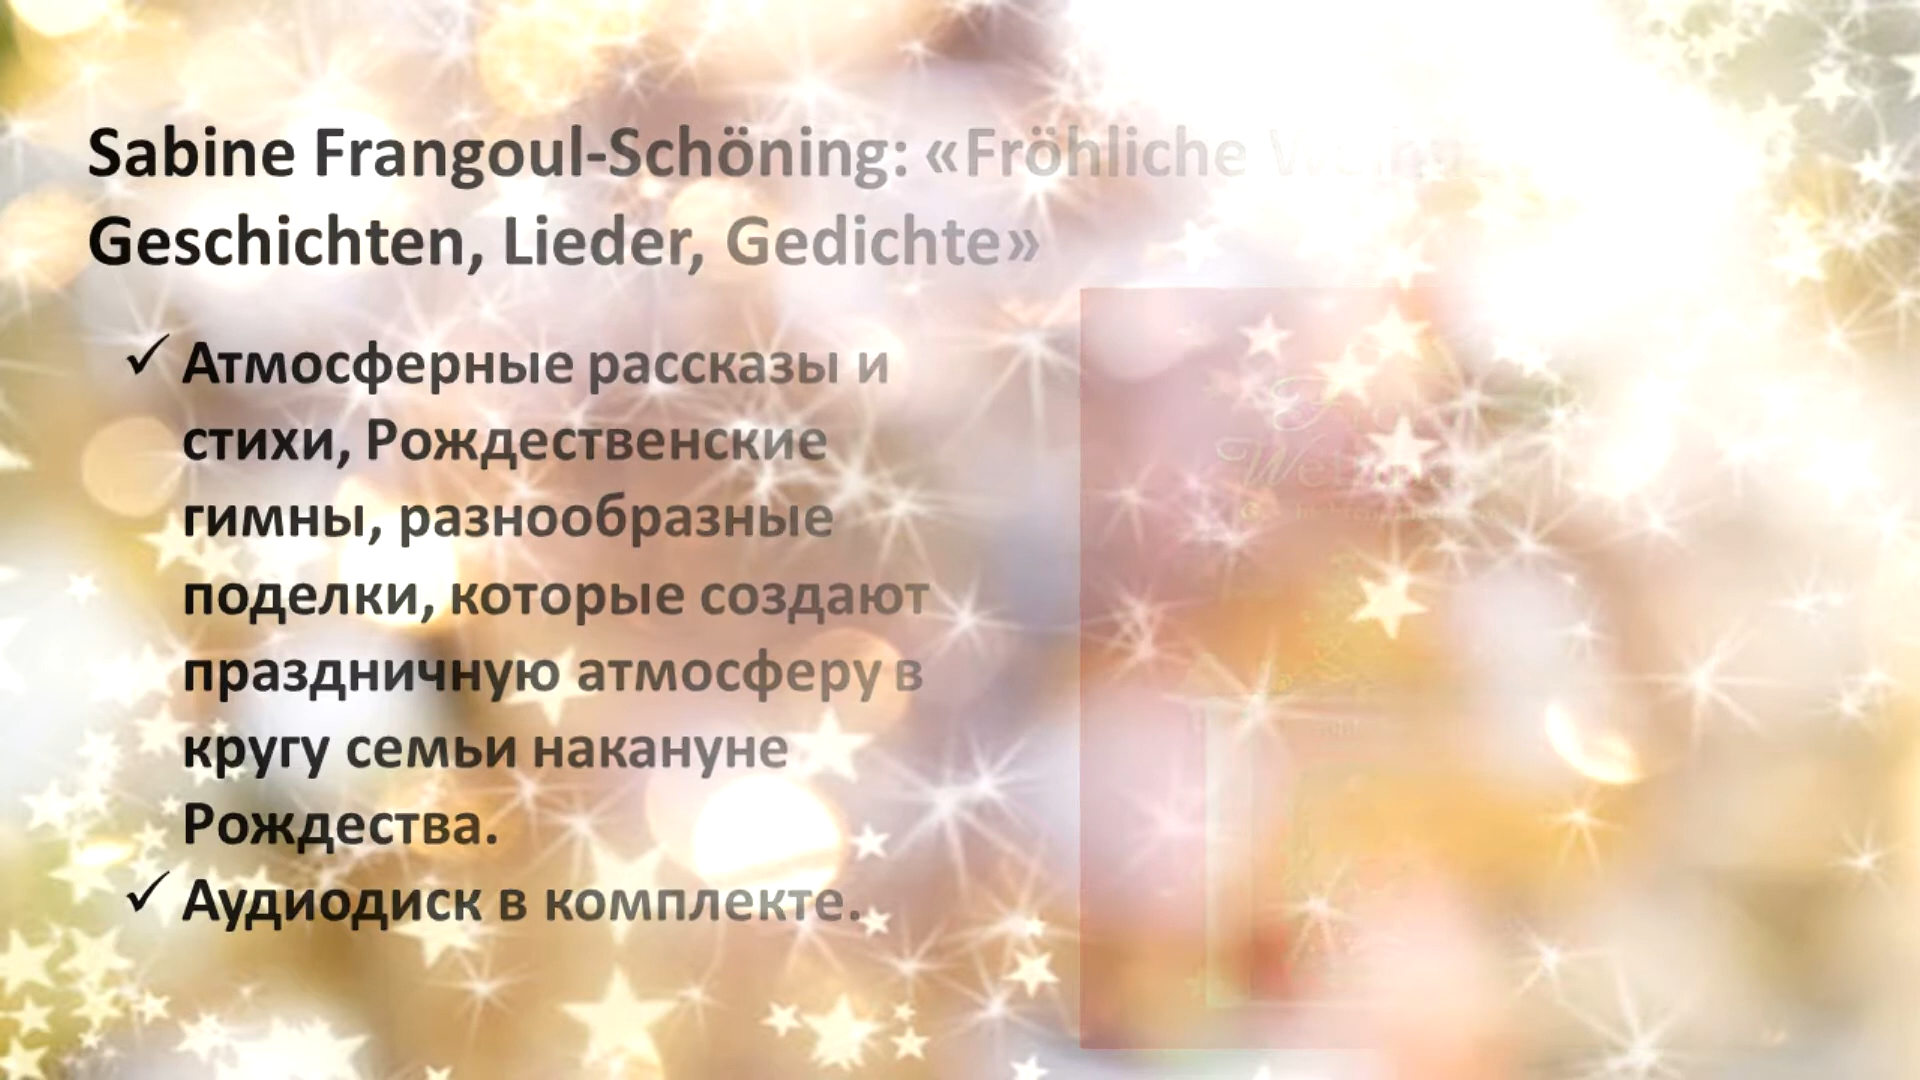 Sabine Frangoul-Schöning: «Fröhliche
Geschichten, Lieder, Gedichte»
✓ Атмосферные рассказы и
стихи, Рождественские
гимны, разнообразные
поделки, которые создают
праздничную атмосферу в
кругу семьи накануне
Рождества.
✓ Аудиодиск в комплекте.